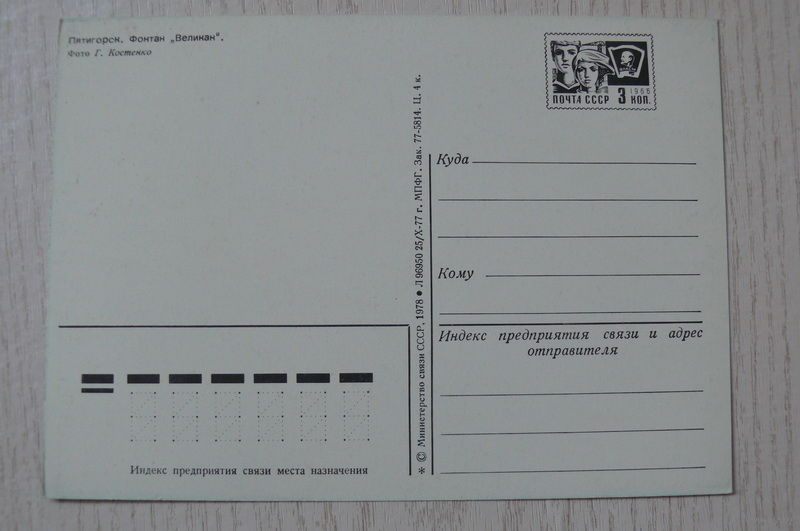 Пятигорск. Фонтан „Великан“.
Фото Г. Костенко
1966
ПОЧТА СССР 3 КОП.
Куда
Кому
Индекс предприятия связи и адрес
отправителя
* © Министерство связи СССР, 1978 ● Л 96950 25/X-77 г. МПФГ. Зак. 77-5814. Ц. 4 к.
Индекс предприятия связи места назначения